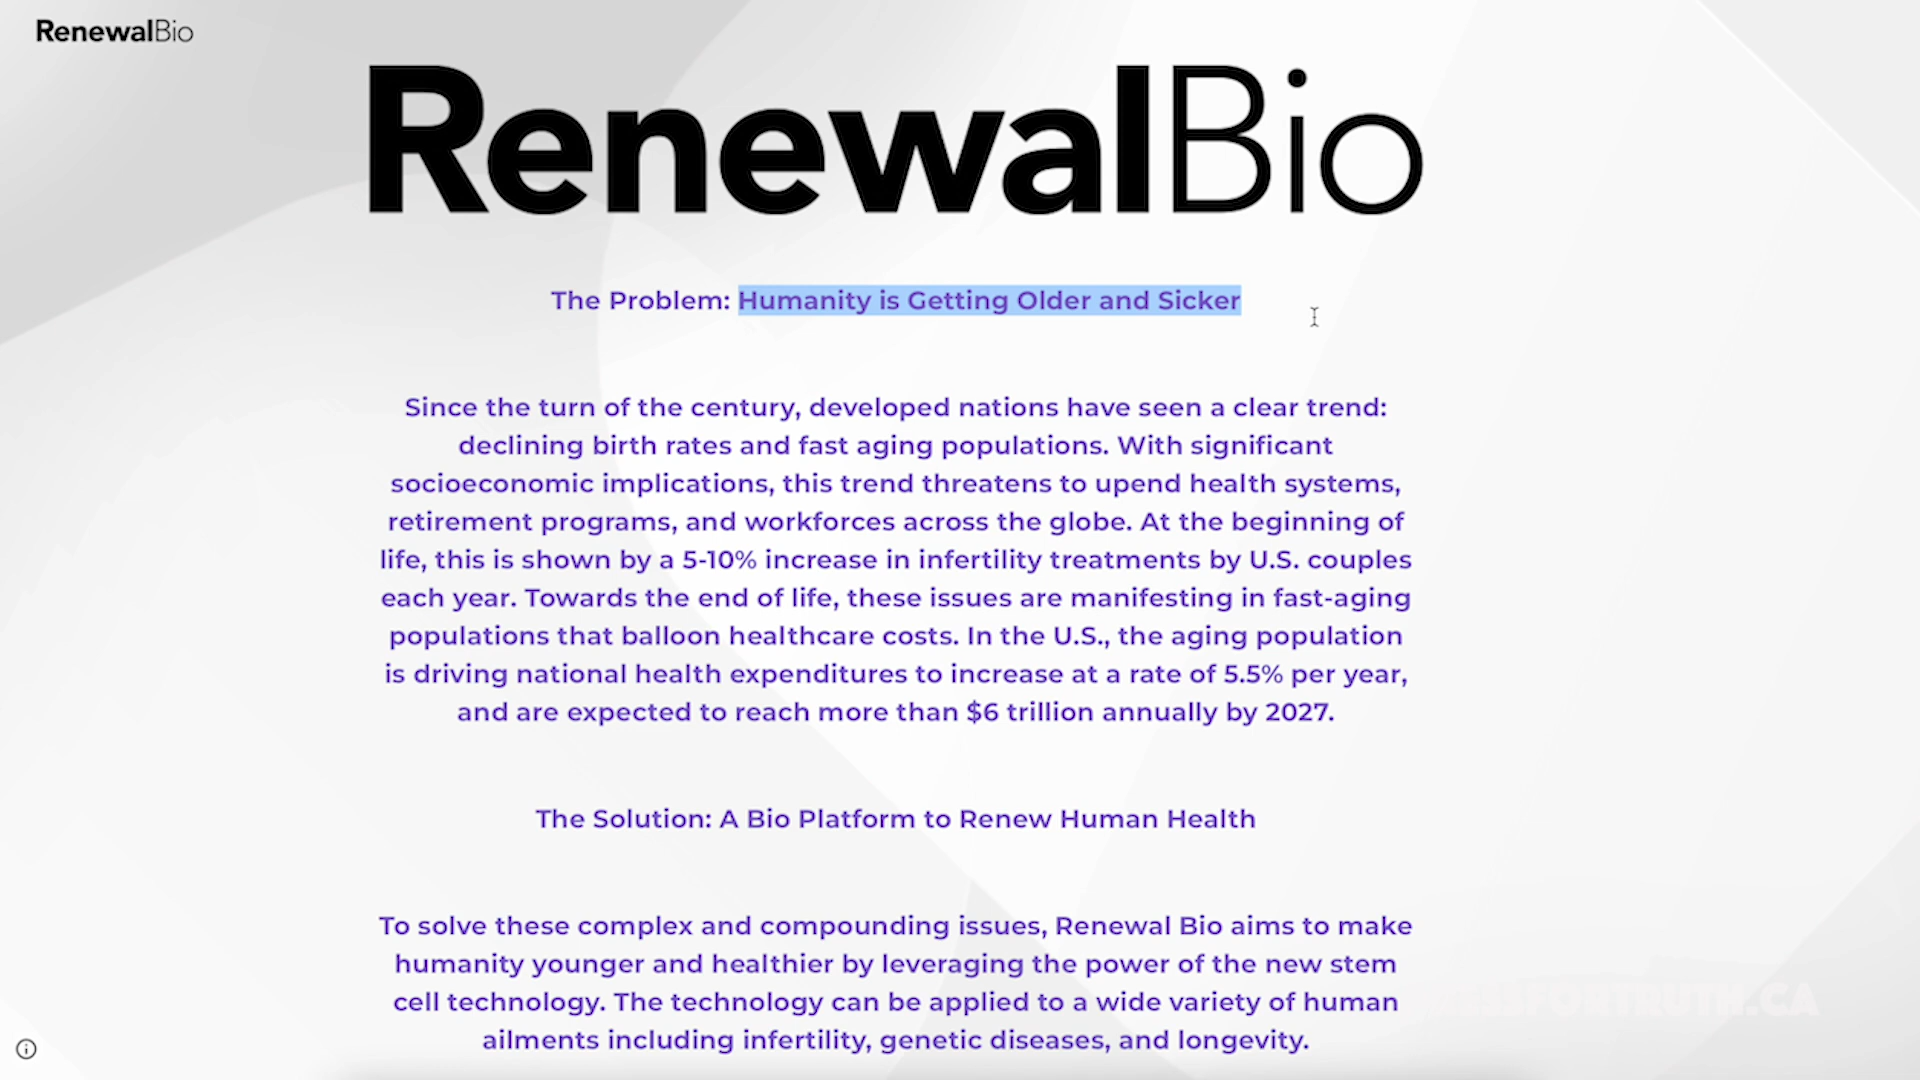 RenewalBio
RenewalBio
The Problem: Humanity is Getting Older and Sicker
Since the turn of the century, developed nations have seen a clear trend:
declining birth rates and fast aging populations. With significant
socioeconomic implications, this trend threatens to upend health systems,
retirement programs, and workforces across the globe. At the beginning of
life, this is shown by a 5-10% increase in infertility treatments by U.S. couples
each year. Towards the end of life, these issues are manifesting in fast-aging
populations that balloon healthcare costs. In the U.S., the aging population
is driving national health expenditures to increase at a rate of 5.5% per year,
and are expected to reach more than $6 trillion annually by 2027.
The Solution: A Bio Platform to Renew Human Health
To solve these complex and compounding issues, Renewal Bio aims to make
humanity younger and healthier by leveraging the power of the new stem
cell technology. The technology can be applied to a wide variety of human
ailments including infertility, genetic diseases, and longevity.